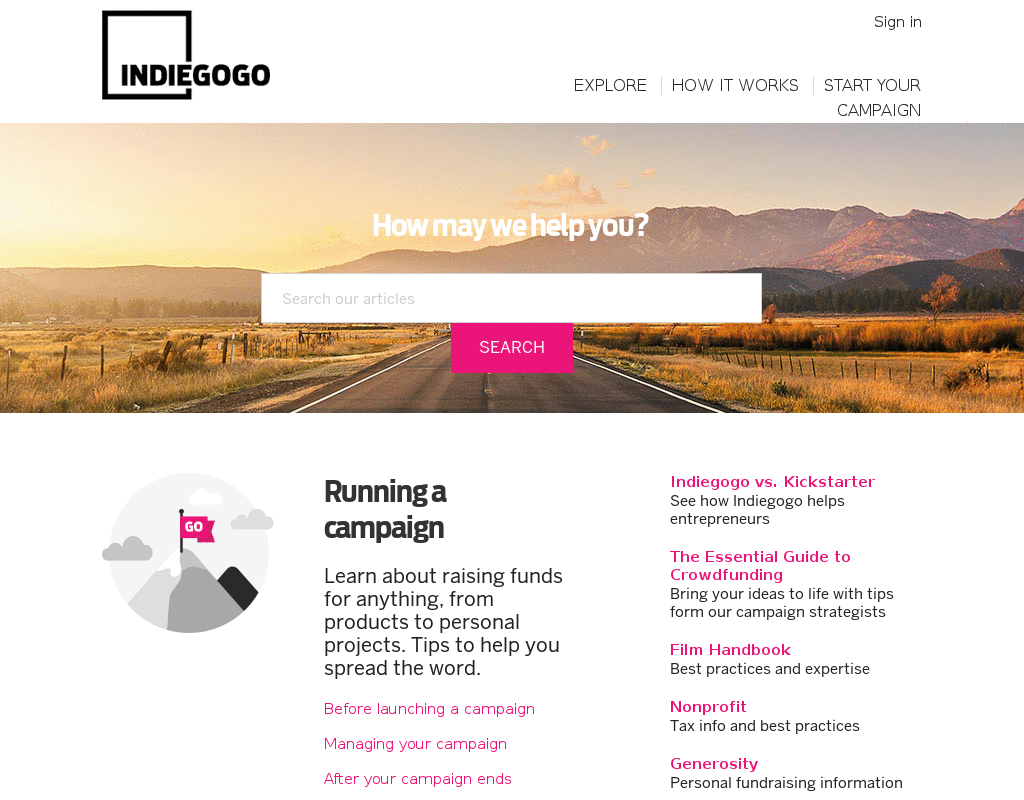 INDIEGOGO
Sign in
EXPLORE
HOW IT WORKS
START YOUR
CAMPAIGN
How may we help you?
Search our articles
SEARCH
GO
Running a
campaign
Learn about raising funds
for anything, from
products to personal
projects. Tips to help you
spread the word.
Before launching a campaign
Managing your campaign
After your campaign ends
Indiegogo vs. Kickstarter
See how Indiegogo helps
entrepreneurs
The Essential Guide to
Crowdfunding
Bring your ideas to life with tips
form our campaign strategists
Film Handbook
Best practices and expertise
Nonprofit
Tax info and best practices
Generosity
Personal fundraising information